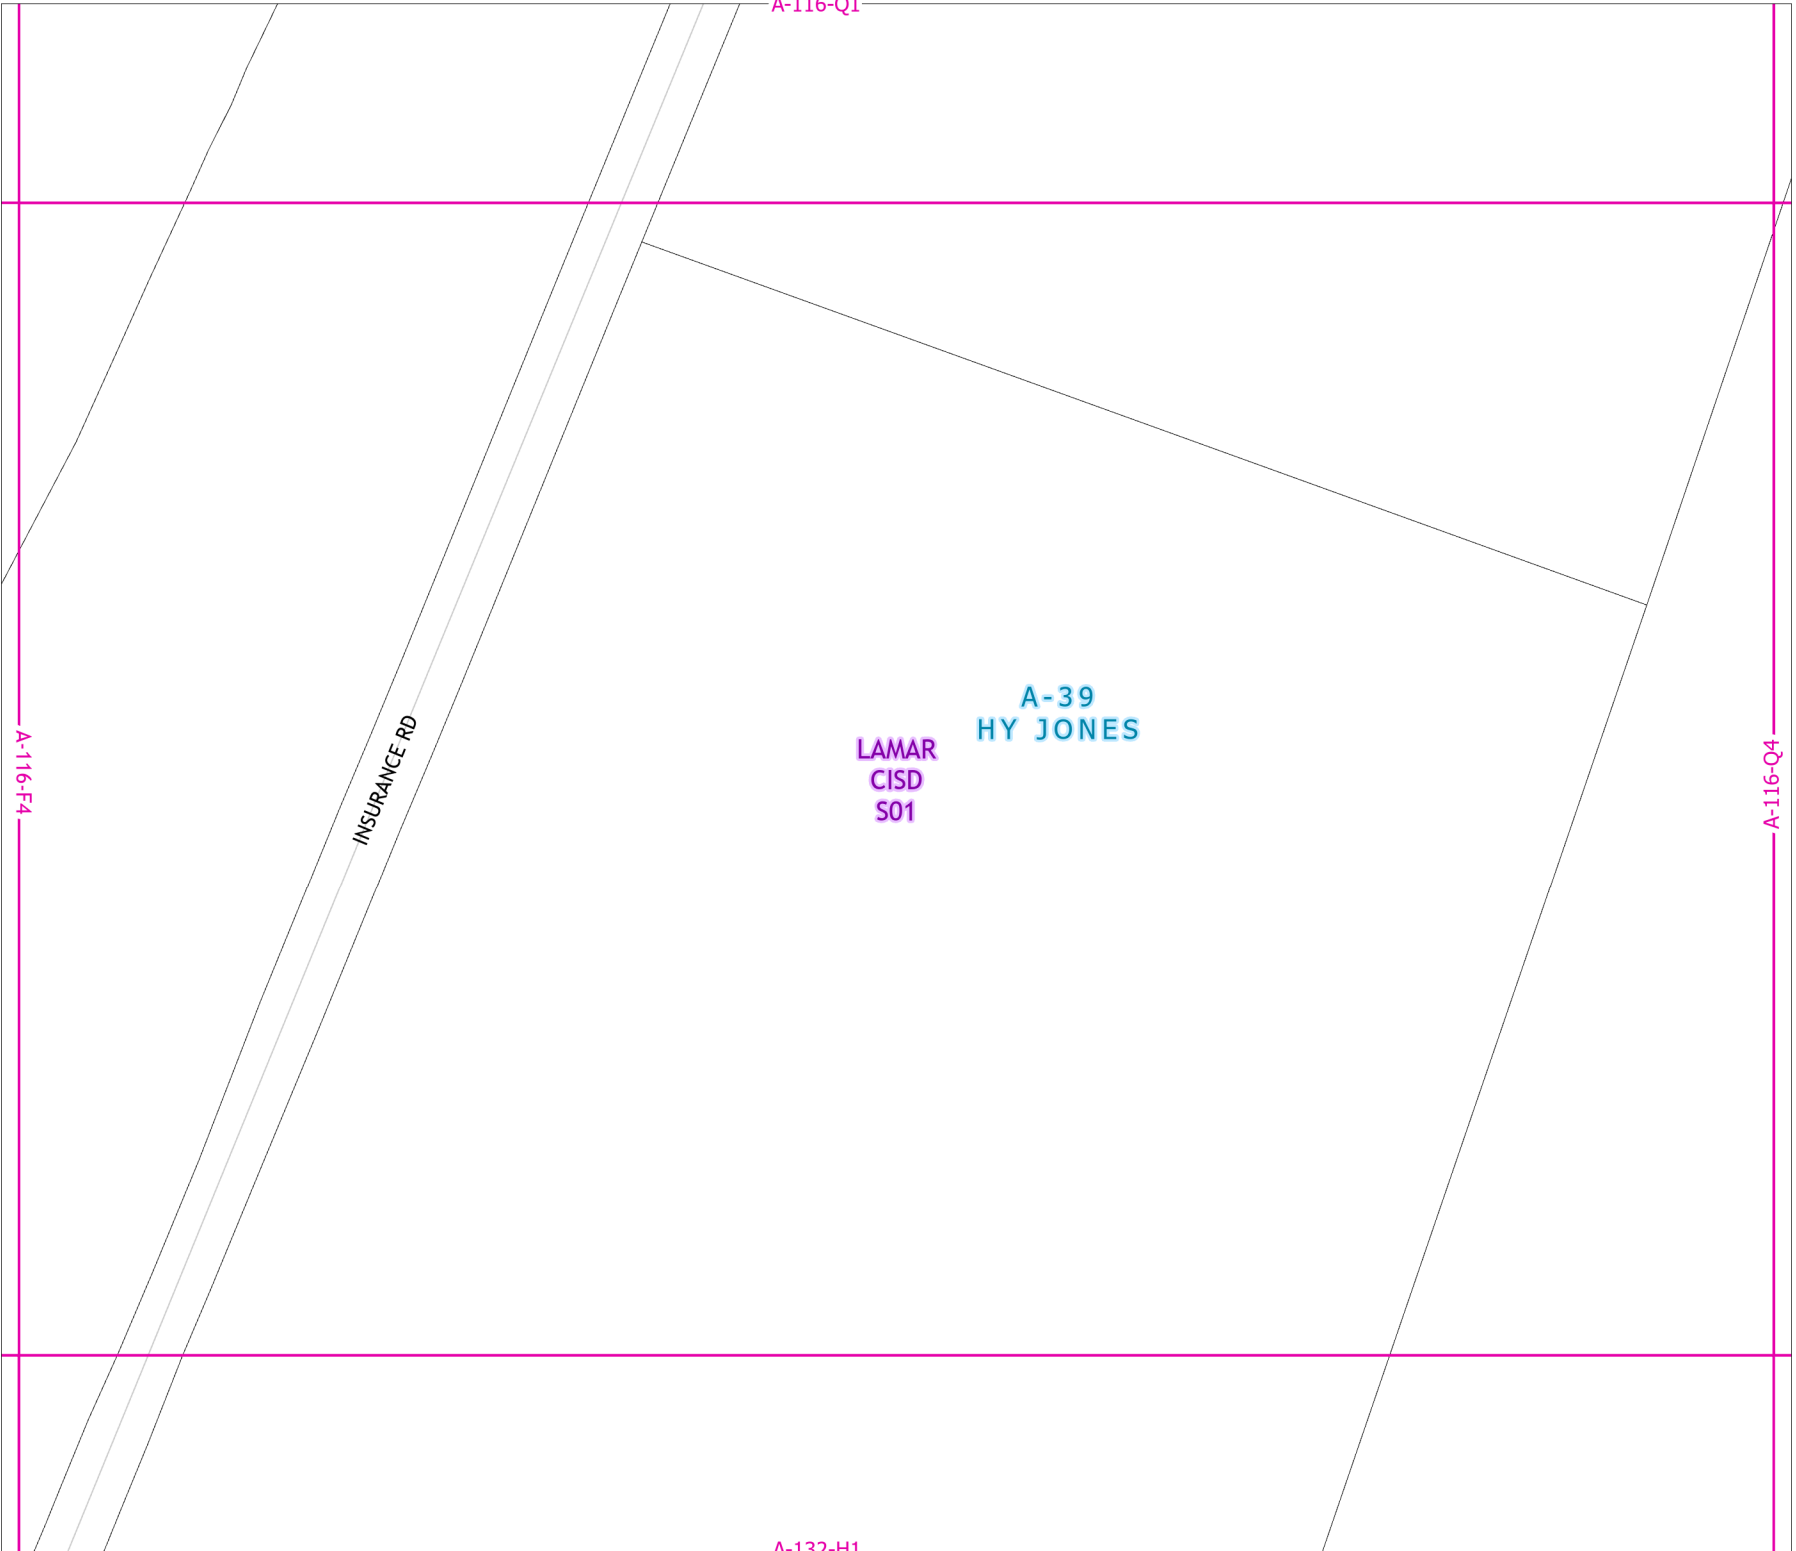 A-116-Q1
A-39
HY JONES
LAMAR
CISD
S01
INSURANCE RD
A-116-F4
A-116-Q4
A-132-H1